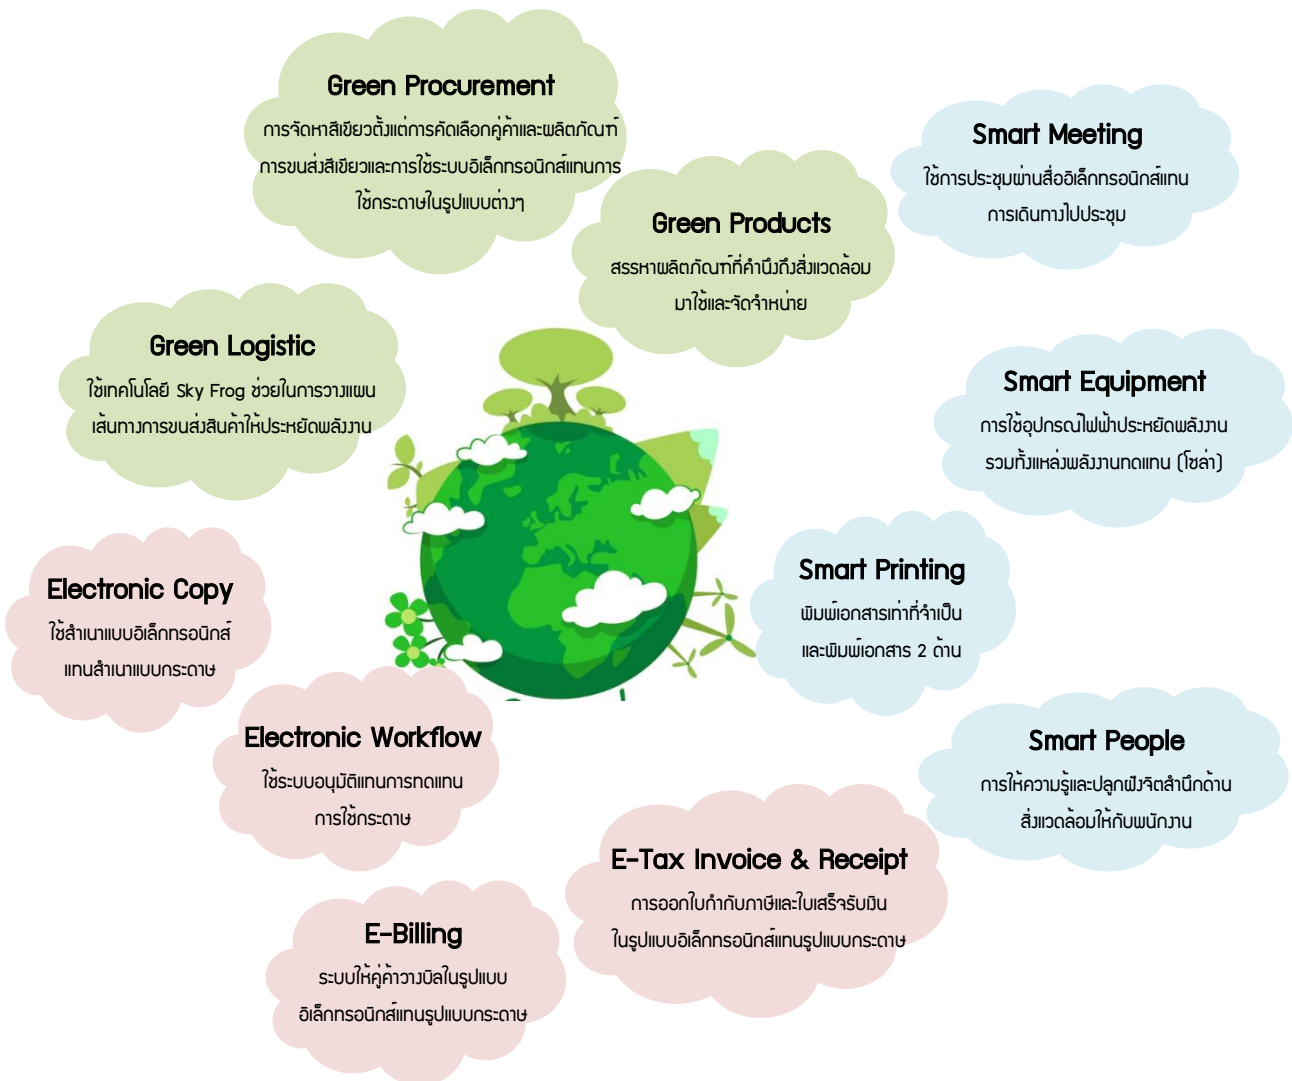 Green Procurement
การจัดหาสีเขียวตั้งแต่การคัดเลือกคู่ค้าและผลิตภัณฑ์
การขนส่งสีเขียวและการใช้ระบบอิเล็กทรอนิกส์แทนการ
ใช้กระดาษในรูปแบบต่างๆ
Green Products
สรรหาผลิตภัณฑ์ที่คำนึงถึงสิ่งแวดล้อม
มาใช้และจัดจำหน่าย
Green Logistic
ใช้เทคโนโลยี Sky Frog ช่วยในการวางแผน
เส้นทางการขนส่งสินค้าให้ประหยัดพลังงาน
Smart Meeting
ใช้การประชุมผ่านสื่ออิเล็กทรอนิกส์แทน
การเดินทางไปประชุม
Smart Equipment
การใช้อุปกรณ์ไฟฟ้าประหยัดพลังงาน
รวมทั้งแหล่งพลังงานทดแทน (โซล่า)
Smart Printing
พิมพ์เอกสารเท่าที่จำเป็น
และพิมพ์เอกสาร 2 ด้าน
Smart People
การให้ความรู้และปลูกฝังจิตสำนึกด้าน
สิ่งแวดล้อมให้กับพนักงาน
Electronic Copy
ใช้สำเนาแบบอิเล็กทรอนิกส์
แทนสำเนาแบบกระดาษ
Electronic Workflow
ใช้ระบบอนุมัติแทนการทดแทน
การใช้กระดาษ
E-Tax Invoice & Receipt
การออกใบกำกับภาษีและใบเสร็จรับเงิน
ในรูปแบบอิเล็กทรอนิกส์แทนรูปแบบกระดาษ
E-Billing
ระบบให้คู่ค้าวางบิลในรูปแบบ
อิเล็กทรอนิกส์แทนรูปแบบกระดาษ